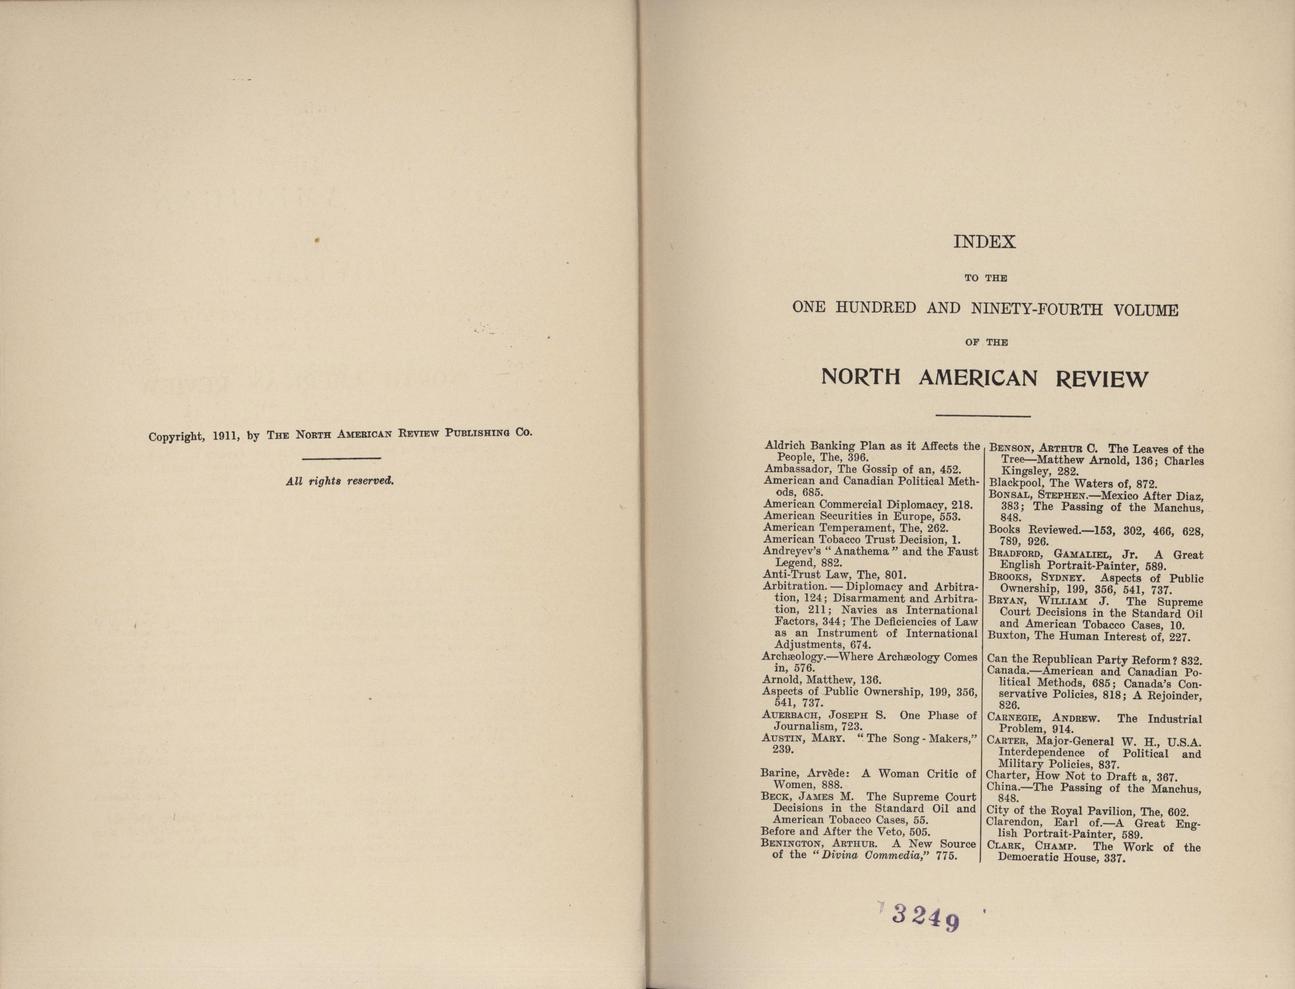 Copyright, 1911, by THE NORTH AMERICAN REVIEW PUBLISHING CO.
All rights reserved.
INDEX
TO THE
ONE HUNDRED AND NINETY-FOURTH VOLUME
OF THE
NORTH AMERICAN REVIEW
Aldrich Banking Plan as it Affects the
People, The, 396.
Ambassador, The Gossip of an, 452.
American and Canadian Political Meth-
ods, 685.
American Commercial Diplomacy, 218.
American Securities in Europe, 553.
American Temperament, The, 262.
American Tobacco Trust Decision, 1.
Andreyev's “ Anathema ” and the Faust
Legend, 882.
Anti-Trust Law, The, 801.
Arbitration. — Diplomacy and Arbitra-
tion, 124; Disarmament and Arbitra-
tion, 211; Navies as International
Factors, 344; The Deficiencies of Law
as an Instrument of International
Adjustments, 674.
Archæology.—Where Archæology Comes
in, 576.
Arnold, Matthew, 136.
Aspects of Public Ownership, 199, 356,
541, 737.
AUERBACH, JOSEPH S. One Phase of
Journalism, 723.
AUSTIN, MARY. “ The Song - Makers,”
239.
Barine, Arvède: A Woman Critic of
Women, 888.
BECK, JAMES M. The Supreme Court
Decisions in the Standard Oil and
American Tobacco Cases, 55.
Before and After the Veto, 505.
BENINGTON, ARTHUR. A New Source
of the “ Divina Commedia,” 775.
BENSON, ARTHUR C. The Leaves of the
Tree—Matthew Arnold, 136; Charles
Kingsley, 282.
Blackpool, The Waters of, 872.
BONSAL, STEPHEN.—Mexico After Diaz,
383; The Passing of the Manchus,
848.
Books Reviewed.—153, 302, 466, 628,
789, 926.
BRADFORD, GAMALIEL, Jr. A Great
English Portrait-Painter, 589.
BROOKS, SYDNEY. Aspects of Public
Ownership, 199, 356, 541, 737.
BRYAN, WILLIAM J. The Supreme
Court Decisions in the Standard Oil
and American Tobacco Cases, 10.
Buxton, The Human Interest of, 227.
Can the Republican Party Reform? 832.
Canada.—American and Canadian Po-
litical Methods, 685; Canada's Con-
servative Policies, 818; A Rejoinder,
826.
CARNEGIE, ANDREW. The Industrial
Problem, 914.
CARTER, Major-General W. H., U.S.A.
Interdependence of Political and
Military Policies, 837.
Charter, How Not to Draft a, 367.
China.—The Passing of the Manchus,
848.
City of the Royal Pavilion, The, 602.
Clarendon, Earl of.—A Great Eng-
lish Portrait-Painter, 589.
CLARK, CHAMP. The Work of the
Democratic House, 337.
3249